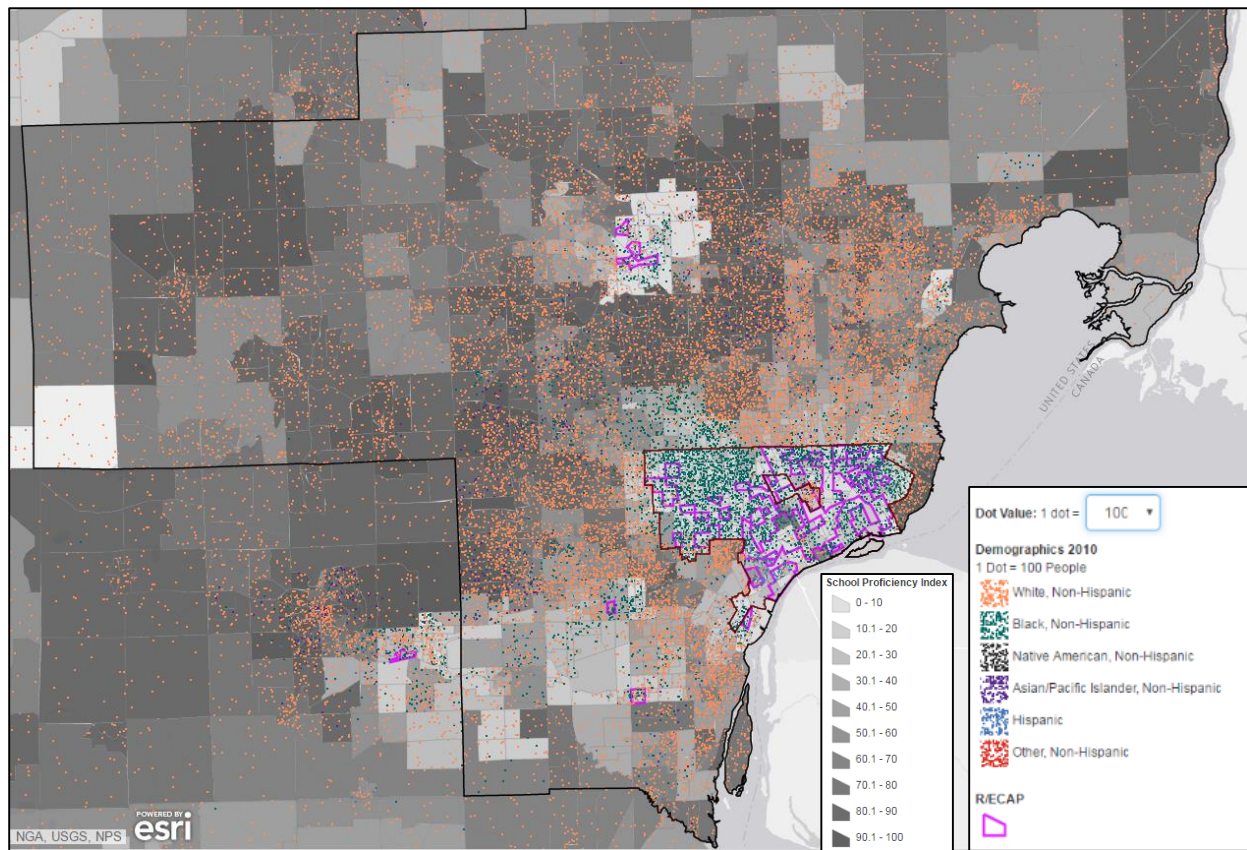 UNITED STATES
CANADA
Dot Value: 1 dot = 100
Demographics 2010
1 Dot = 100 People
White, Non-Hispanic
Black, Non-Hispanic
Native American, Non-Hispanic
Asian/Pacific Islander, Non-Hispanic
Hispanic
Other, Non-Hispanic
R/ECAP
School Proficiency Index
0 - 10
10.1 - 20
20.1 - 30
30.1 - 40
40.1 - 50
50.1 - 60
60.1 - 70
70.1 - 80
80.1 - 90
90.1 - 100
NGA, USGS, NPS
POWERED BY
esri